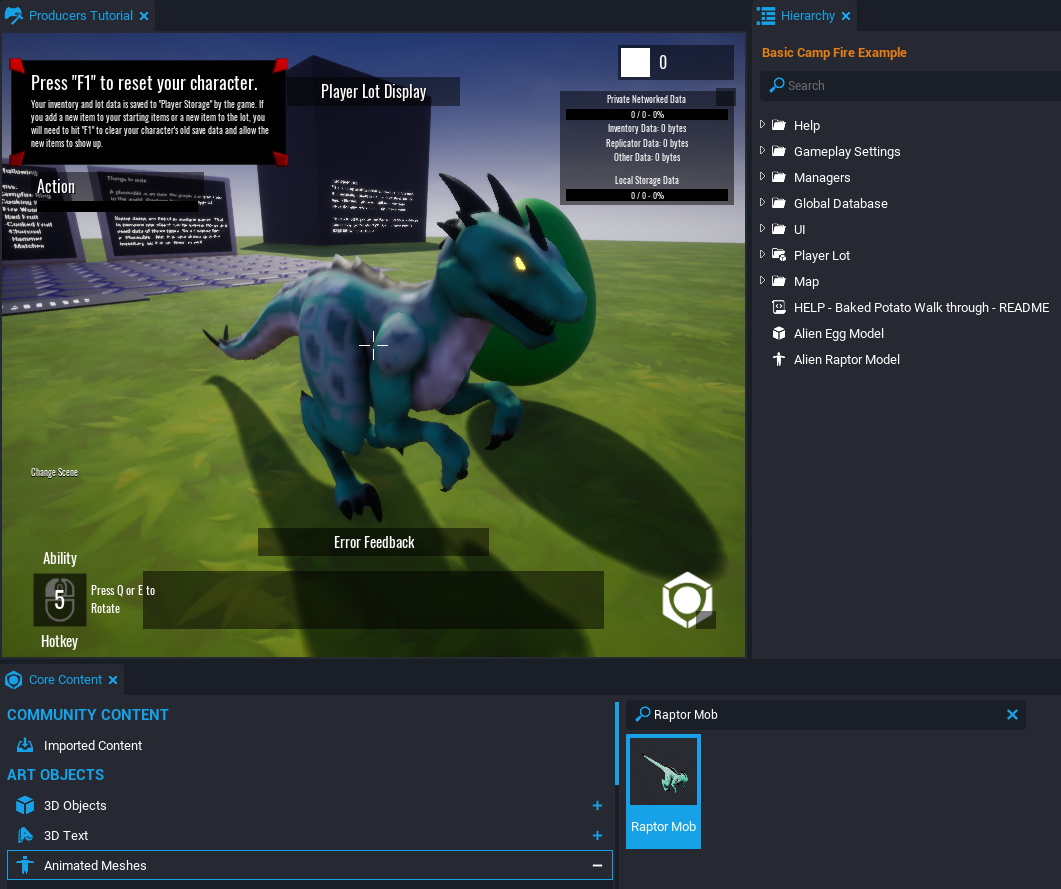 Producers Tutorial
Press "F1" to reset your character.
Your inventory and lot data is saved to "Player Storage" by the game. If
you add a new item to your starting items or a new item to the lot, you
will need to hit "F1" to clear your character's old save data and allow the
new items to show up.
Player Lot Display
0
Private Networked Data
0 / 0 - 0%
Inventory Data: 0 bytes
Replicator Data: 0 bytes
Other Data: 0 bytes
Local Storage Data
0 / 0 - 0%
Action
Cooked Fruit
Charcoal
Hammer
Matches
Change Scene
Error Feedback
Ability
5
Press Q or E to
Rotate
Hotkey
Hierarchy
Basic Camp Fire Example
Search
Help
Gameplay Settings
Managers
Global Database
UI
Player Lot
Map
HELP - Baked Potato Walk through - README
Alien Egg Model
Alien Raptor Model
Core Content
COMMUNITY CONTENT
Imported Content
ART OBJECTS
3D Objects
3D Text
Animated Meshes
Raptor Mob
Raptor Mob